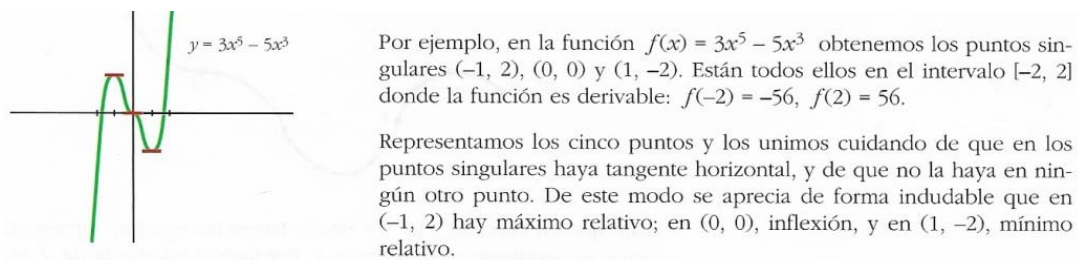 y = 3x⁵ – 5x³
Por ejemplo, en la función f(x) = 3x⁵ – 5x³ obtenemos los puntos sin-
gulares (–1, 2), (0, 0) y (1, –2). Están todos ellos en el intervalo [–2, 2]
donde la función es derivable: f(–2) = –56, f(2) = 56.
Representamos los cinco puntos y los unimos cuidando de que en los
puntos singulares haya tangente horizontal, y de que no la haya en nin-
gún otro punto. De este modo se aprecia de forma indudable que en
(–1, 2) hay máximo relativo; en (0, 0), inflexión, y en (1, –2), mínimo
relativo.